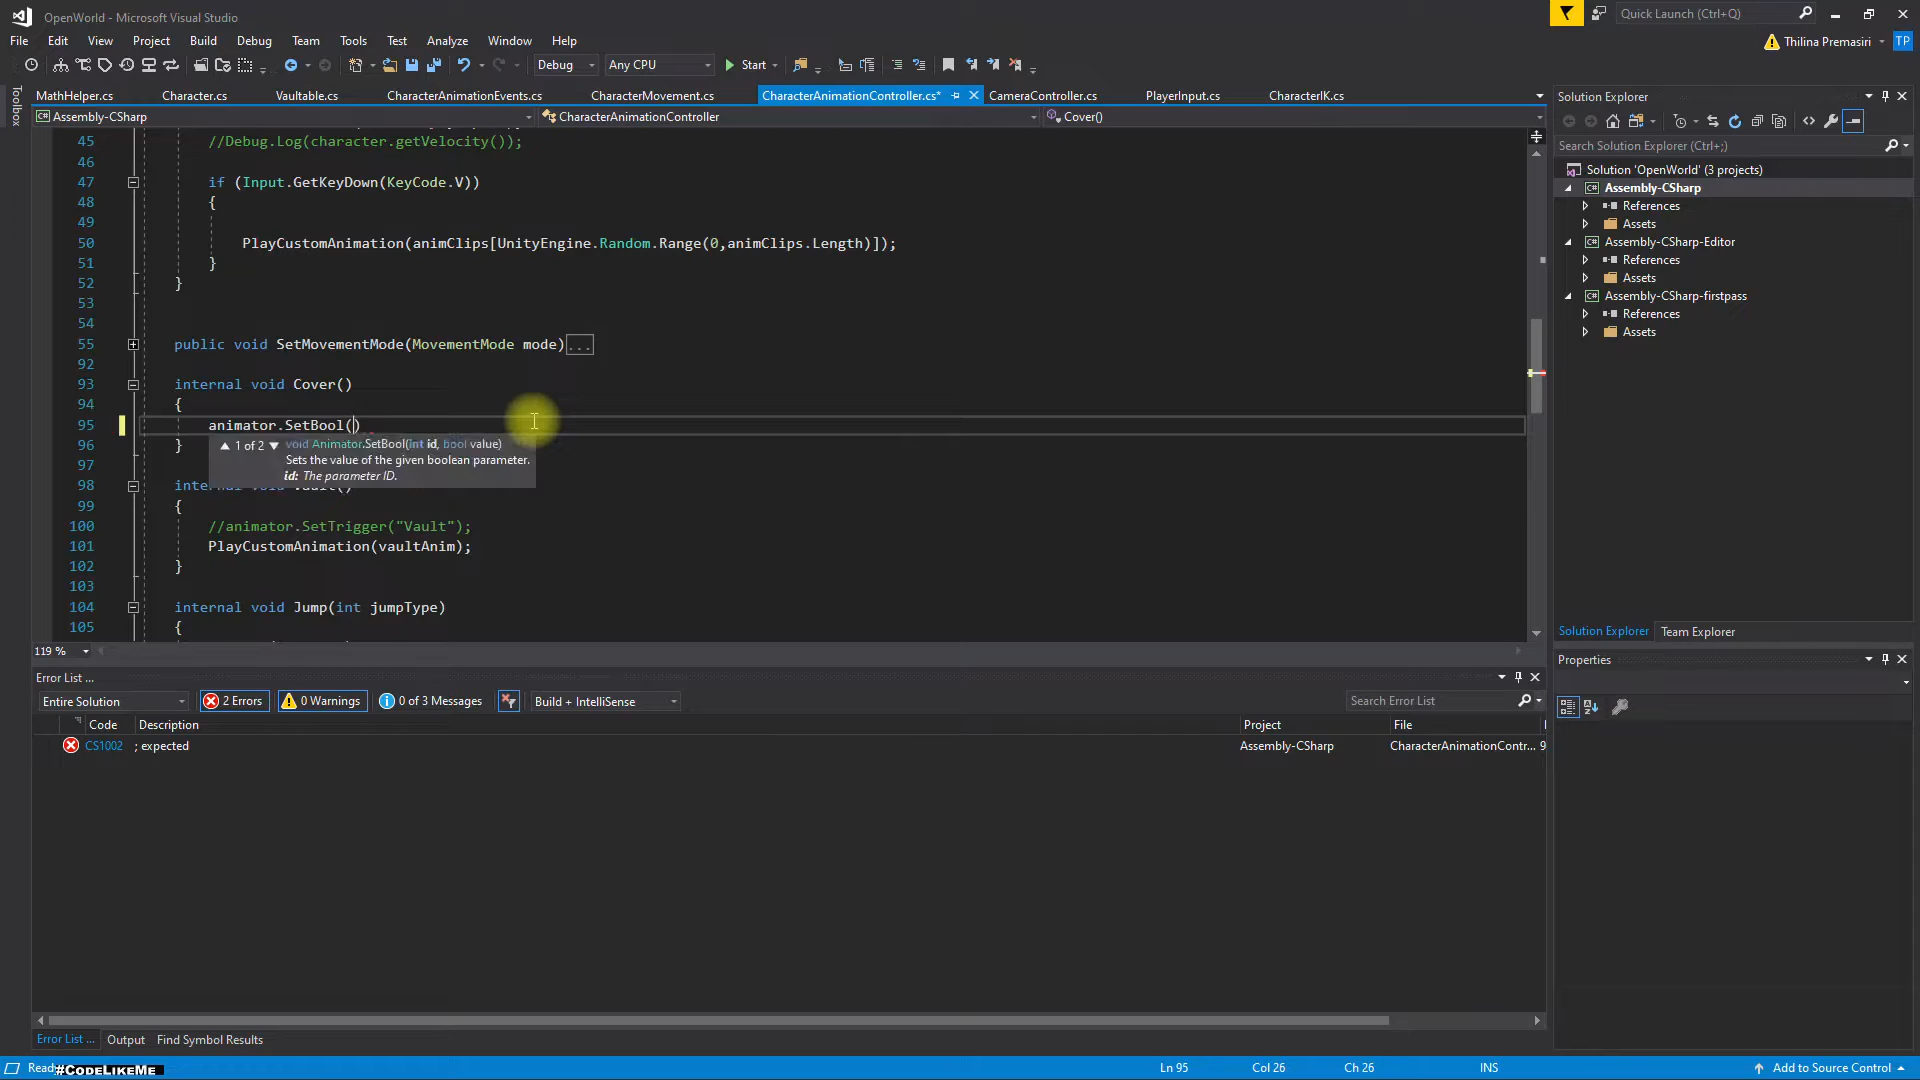 OpenWorld - Microsoft Visual Studio
Quick Launch (Ctrl+Q)
File Edit View Project Build Debug Team Tools Test Analyze Window Help
Thilina Premasiri TP
Debug Any CPU Start
Toolbox
MathHelper.cs Character.cs Vaultable.cs CharacterAnimationEvents.cs CharacterMovement.cs CharacterAnimationController.cs* CameraController.cs PlayerInput.cs CharacterIK.cs
Assembly-CSharp CharacterAnimationController Cover()
45 //Debug.Log(character.getVelocity());
46
47 if (Input.GetKeyDown(KeyCode.V))
48 {
49
50 PlayCustomAnimation(animClips[UnityEngine.Random.Range(0,animClips.Length)]);
51 }
52 }
53
54
55 public void SetMovementMode(MovementMode mode)...
92
93 internal void Cover()
94 {
95 animator.SetBool()
96 }
1 of 2 void Animator.SetBool(int id, bool value)
Sets the value of the given boolean parameter.
id: The parameter ID.
97
98
99 {
100 //animator.SetTrigger("Vault");
101 PlayCustomAnimation(vaultAnim);
102 }
103
104 internal void Jump(int jumpType)
105 {
119 %
Solution Explorer
Search Solution Explorer (Ctrl+;)
Solution 'OpenWorld' (3 projects)
Assembly-CSharp
References
Assets
Assembly-CSharp-Editor
References
Assets
Assembly-CSharp-firstpass
References
Assets
Solution Explorer Team Explorer
Properties
Error List ...
Entire Solution 2 Errors 0 Warnings 0 of 3 Messages Build + IntelliSense Search Error List
Code Description Project File
CS1002 ; expected Assembly-CSharp CharacterAnimationContr... 9
Error List ... Output Find Symbol Results
Ready #CodeLikeMe Ln 95 Col 26 Ch 26 INS Add to Source Control